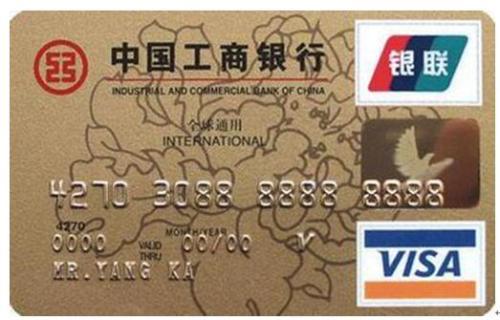 中国工商银行
INDUSTRIAL AND COMMERCIAL BANK OF CHINA
银联
全球通用
INTERNATIONAL
4270 3088 8888 8888
4270
MONTH/YEAR
0000 VALID THRU 00/00 V
MR.YANG KA
VISA